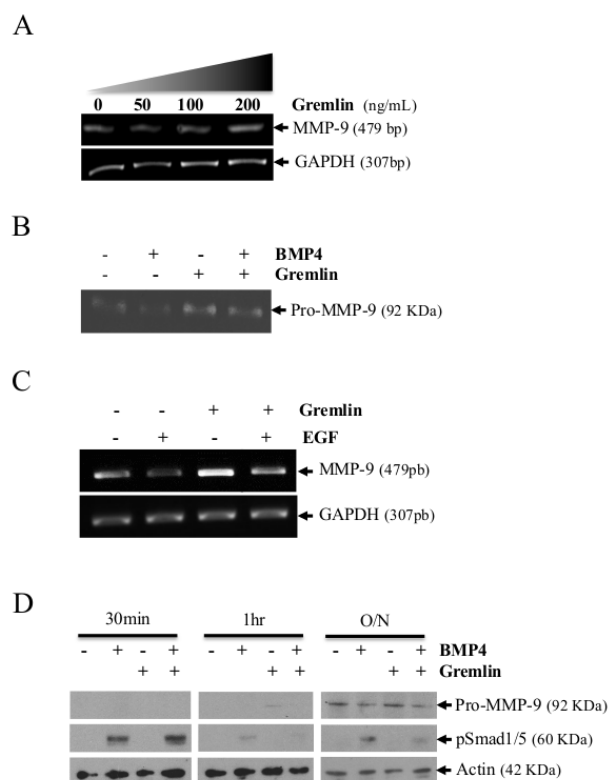 A
0 50 100 200 Gremlin (ng/mL)
MMP-9 (479 bp)
GAPDH (307bp)
B
- + - + BMP4
- - + + Gremlin
Pro-MMP-9 (92 KDa)
C
- - + + Gremlin
- + - + EGF
MMP-9 (479pb)
GAPDH (307pb)
D
30min 1hr O/N
- + - + - + - + - + - + BMP4
+ + + + + + Gremlin
Pro-MMP-9 (92 KDa)
pSmad1/5 (60 KDa)
Actin (42 KDa)